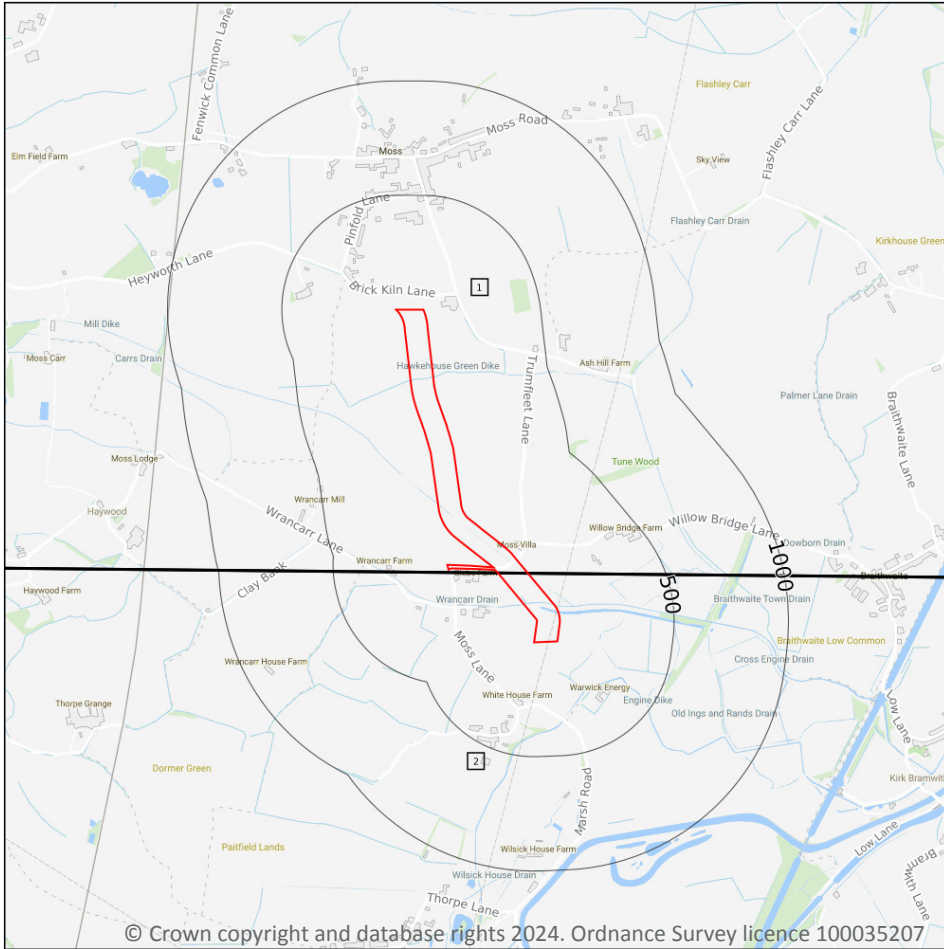 Fenwick Common Lane
Flashley Carr
Flashley Carr Lane
Moss Road
Elm Field Farm
Moss
Sky View
Pinfold Lane
Flashley Carr Drain
Kirkhouse Green
Heyworth Lane
Brick Kiln Lane
1
Mill Dike
Moss Carr
Carrs Drain
Hawkehouse Green Dike
Ash Hill Farm
Trumfleet Lane
Palmer Lane Drain
Braithwaite Lane
Moss Lodge
Tune Wood
Wrancarr Mill
Haywood
Wrancarr Lane
Willow Bridge Farm
Willow Bridge Lane
Moss Villa
Dowborn Drain
1000
Wrancarr Farm
Braithwaite
Haywood Farm
Clay Bank
500
Wrancarr Drain
Braithwaite Town Drain
Moss Lane
Braithwaite Low Common
Wrancarr House Farm
Cross Engine Drain
Thorpe Grange
White House Farm
Warwick Energy
Engine Dike
Old Ings and Rands Drain
Low Lane
2
Dormer Green
Kirk Bramwith
Marsh Road
Paitfield Lands
Wilsick House Farm
Low Lane
Wilsick House Drain
Thorpe Lane
© Crown copyright and database rights 2024. Ordnance Survey licence 100035207